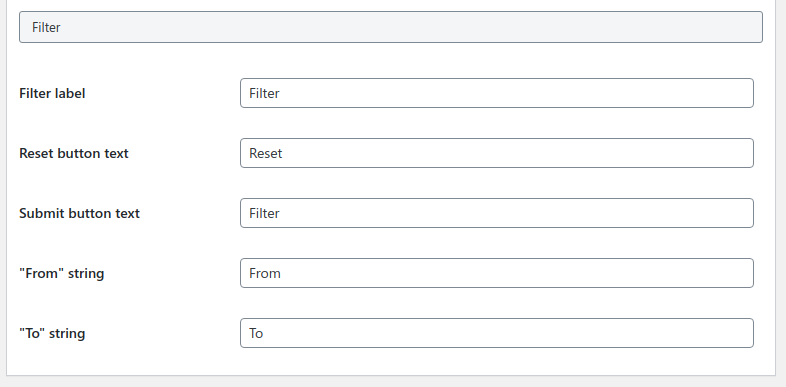 Filter
Filter label Filter
Reset button text Reset
Submit button text Filter
"From" string From
"To" string To